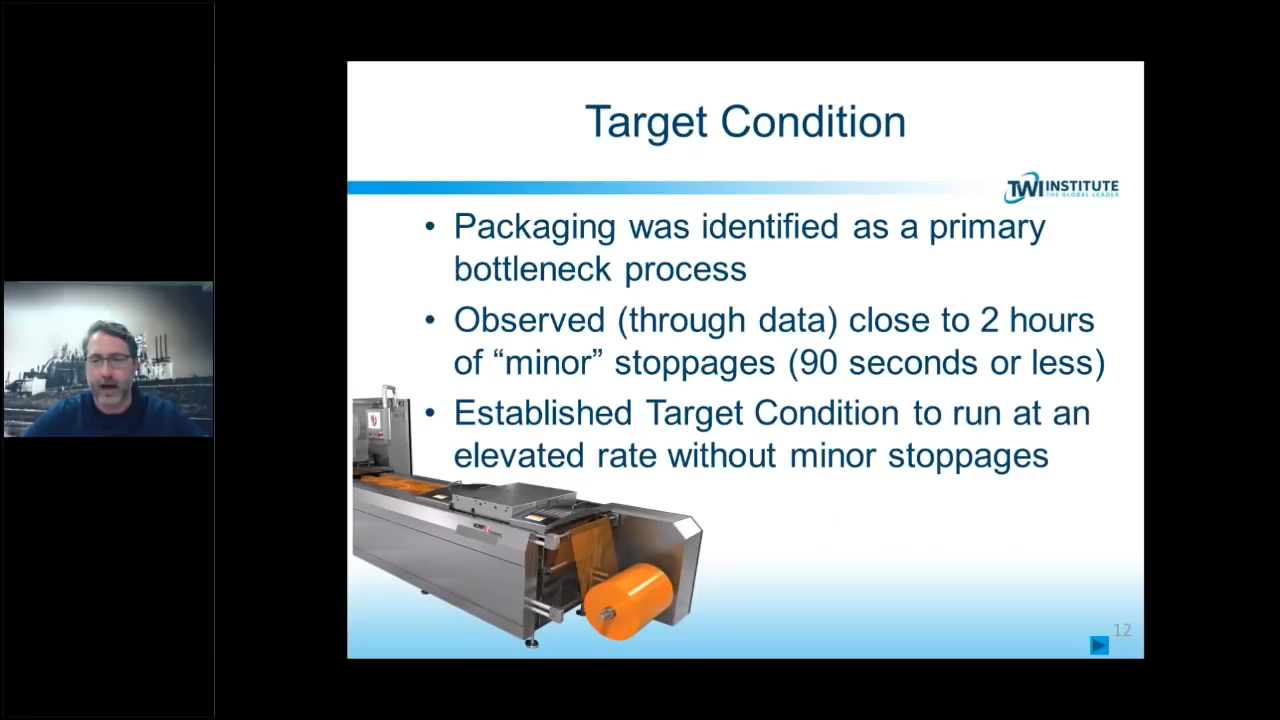 Target Condition
TWI INSTITUTE
THE GLOBAL LEADER
• Packaging was identified as a primary
bottleneck process
• Observed (through data) close to 2 hours
of “minor” stoppages (90 seconds or less)
• Established Target Condition to run at an
elevated rate without minor stoppages
12